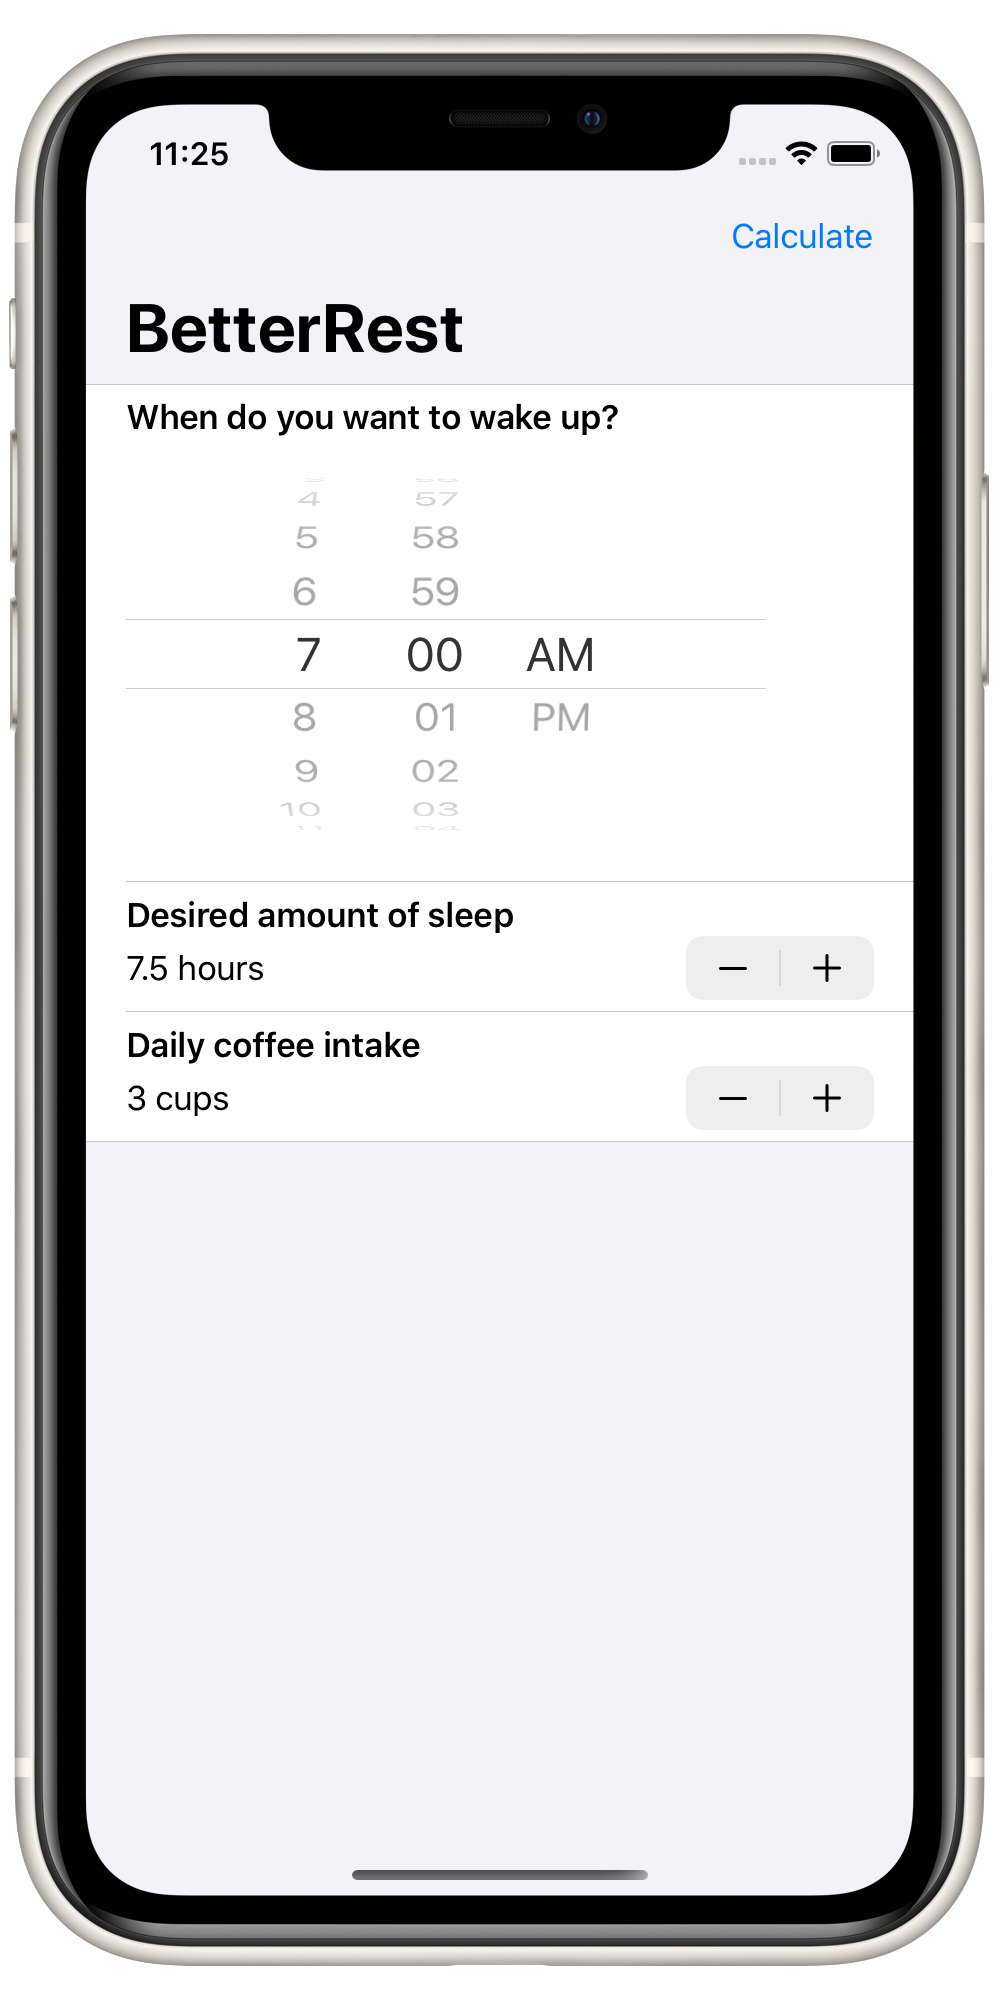 11:25
Calculate
BetterRest
When do you want to wake up?
4 57
5 58
6 59
7 00 AM
8 01 PM
9 02
10 03
Desired amount of sleep
7.5 hours
Daily coffee intake
3 cups